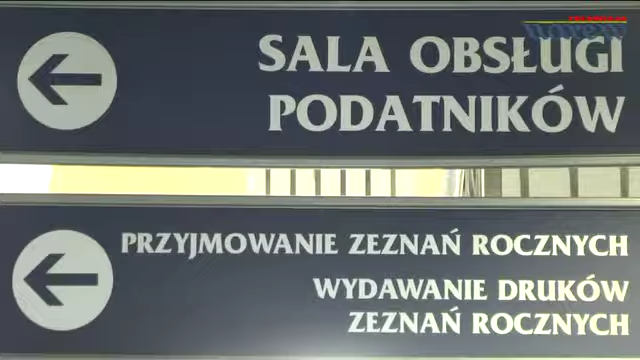 SALA OBSŁUGI
PODATNIKÓW
PRZYJMOWANIE ZEZNAŃ ROCZNYCH
WYDAWANIE DRUKÓW
ZEZNAŃ ROCZNYCH